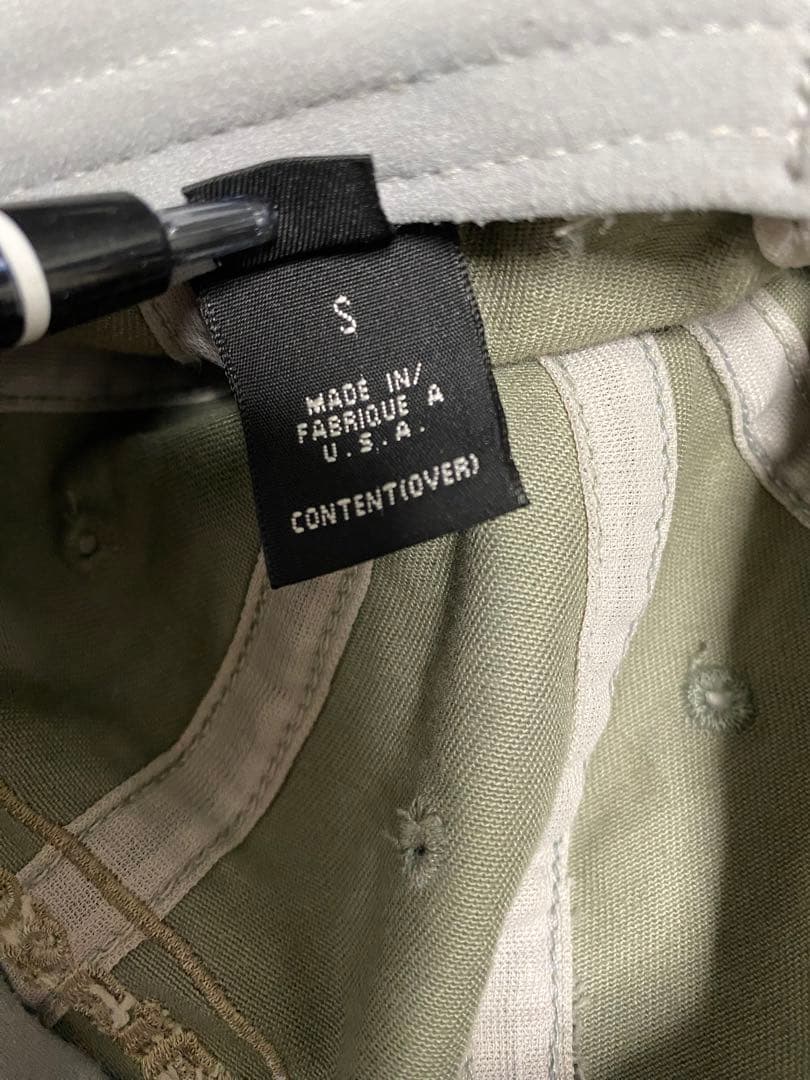 S
MADE IN/
FABRIQUE A
U.S.A.
CONTENT(OVER)